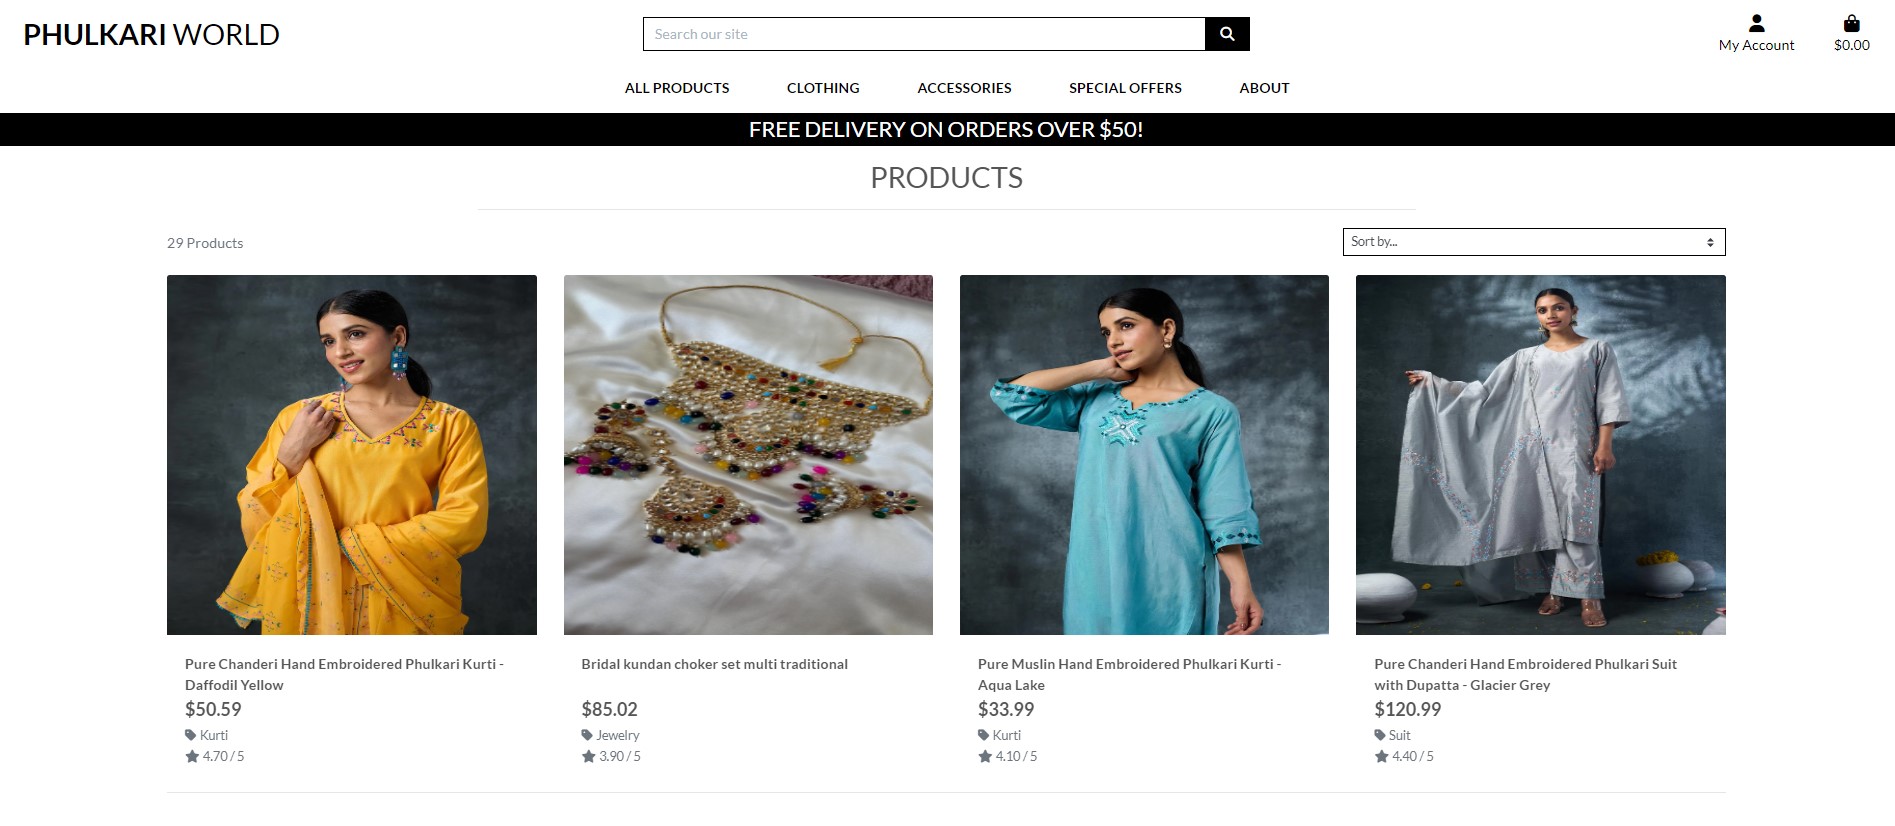 PHULKARI WORLD
Search our site
My Account
$0.00
ALL PRODUCTS
CLOTHING
ACCESSORIES
SPECIAL OFFERS
ABOUT
FREE DELIVERY ON ORDERS OVER $50!
PRODUCTS
29 Products
Sort by...
Pure Chanderi Hand Embroidered Phulkari Kurti -
Daffodil Yellow
$50.59
Kurti
4.70 / 5
Bridal kundan choker set multi traditional
$85.02
Jewelry
3.90 / 5
Pure Muslin Hand Embroidered Phulkari Kurti -
Aqua Lake
$33.99
Kurti
4.10 / 5
Pure Chanderi Hand Embroidered Phulkari Suit
with Dupatta - Glacier Grey
$120.99
Suit
4.40 / 5